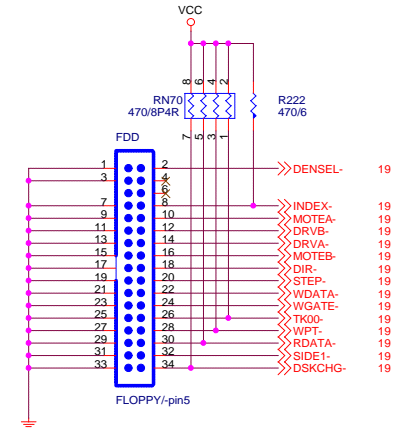 VCC
8 6 4 2
RN70
470/8P4R
R222
470/6
7 5 3 1
FDD
1 2 DENSEL- 19
3 4
6
7 8 INDEX- 19
9 10 MOTEA- 19
11 12 DRVB- 19
13 14 DRVA- 19
15 16 MOTEB- 19
17 18 DIR- 19
19 20 STEP- 19
21 22 WDATA- 19
23 24 WGATE- 19
25 26 TK00- 19
27 28 WPT- 19
29 30 RDATA- 19
31 32 SIDE1- 19
33 34 DSKCHG- 19
FLOPPY/-pin5